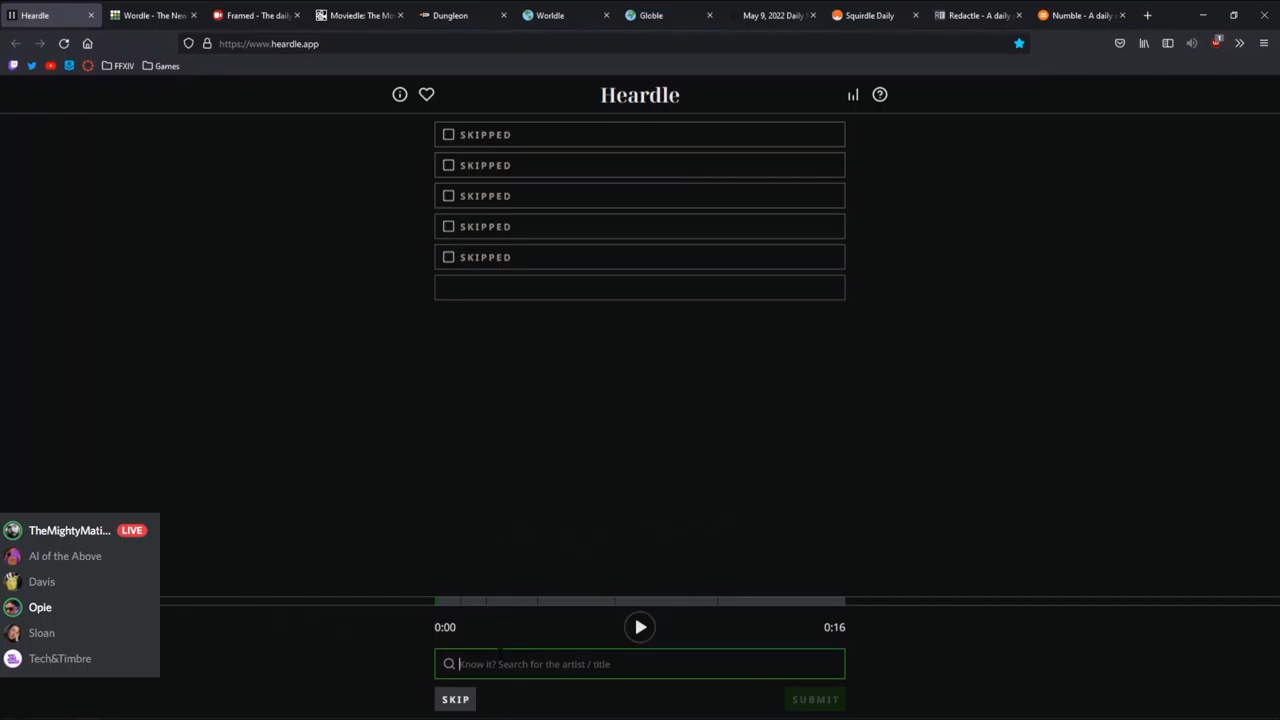 Heardle
Wordle - The New
Framed - The daily
Moviedle: The Mo
Dungleon
Worldle
Globle
May 9, 2022 Daily
Squirdle Daily
Redactle - A daily
Numble - A daily
https://www.heardle.app
1
FFXIV
Games
Heardle
SKIPPED
SKIPPED
SKIPPED
SKIPPED
SKIPPED
TheMightyMati... LIVE
Al of the Above
Davis
Opie
Sloan
Tech&Timbre
0:00
0:16
Know it? Search for the artist / title
SKIP
SUBMIT